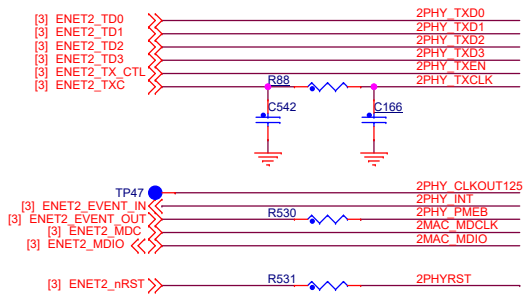 [3] ENET2_TD0 2PHY_TXD0
[3] ENET2_TD1 2PHY_TXD1
[3] ENET2_TD2 2PHY_TXD2
[3] ENET2_TD3 2PHY_TXD3
[3] ENET2_TX_CTL 2PHY_TXEN
[3] ENET2_TXC R88 2PHY_TXCLK
C542 C166
TP47 2PHY_CLKOUT125
[3] ENET2_EVENT_IN 2PHY_INT
[3] ENET2_EVENT_OUT R530 2PHY_PMEB
[3] ENET2_MDC 2MAC_MDCLK
[3] ENET2_MDIO 2MAC_MDIO
[3] ENET2_nRST R531 2PHYRST